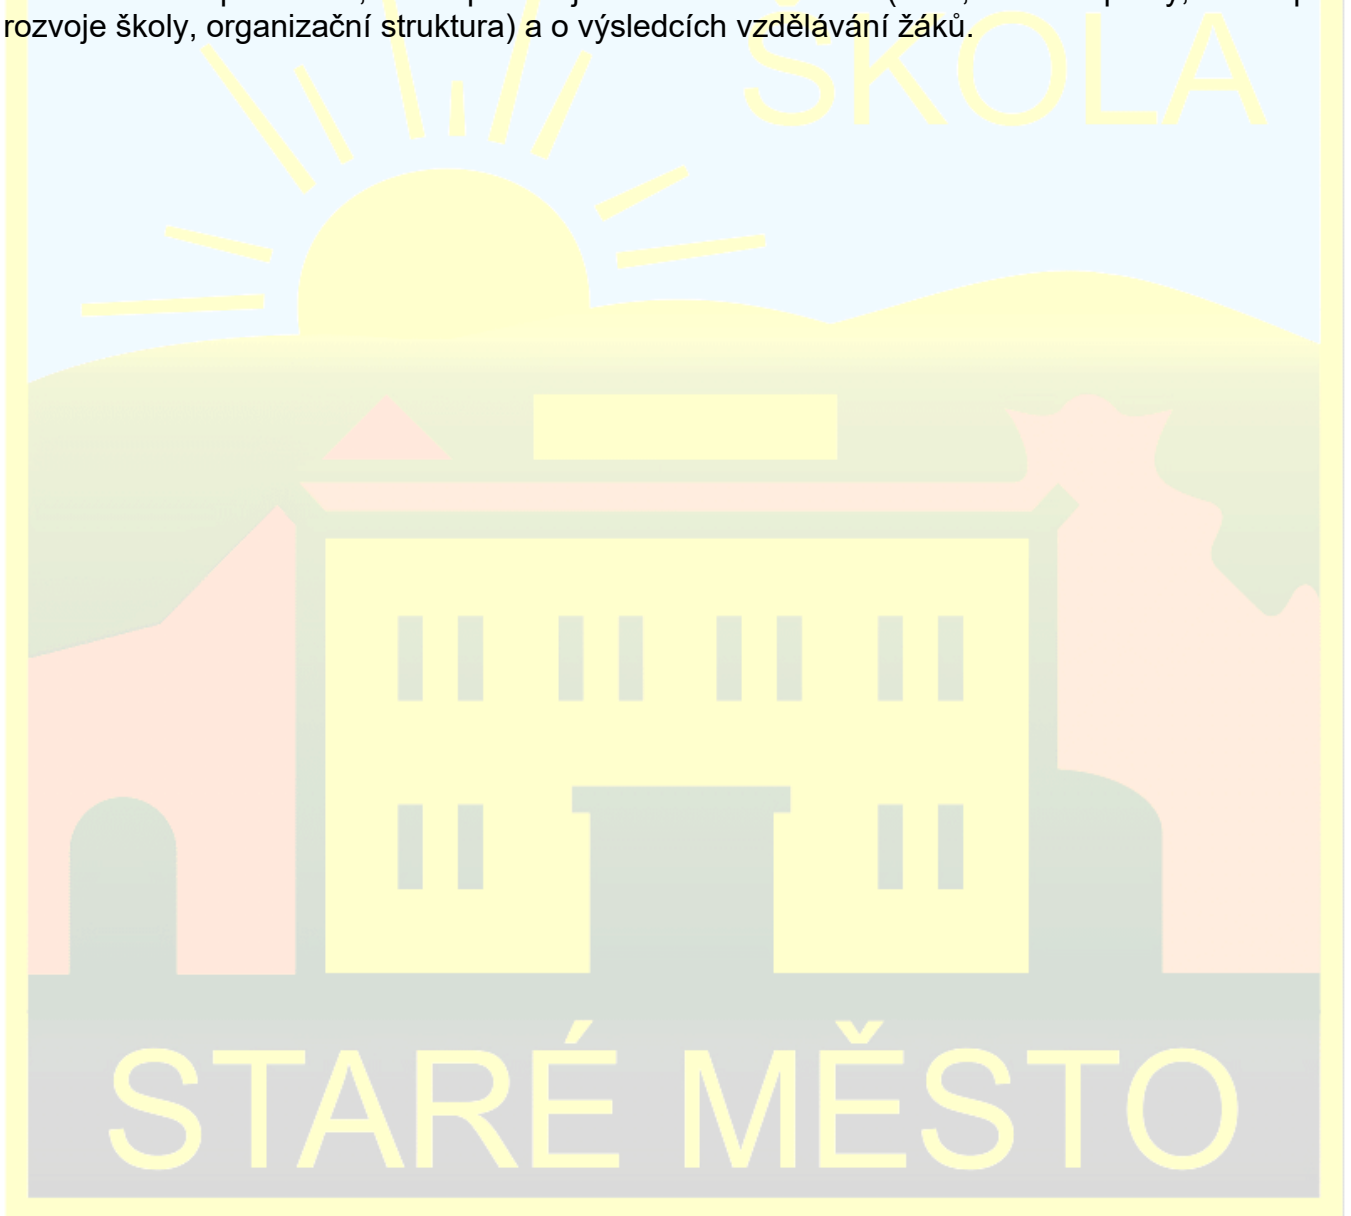 rozvoje školy, organizační struktura) a o výsledcích vzdělávání žáků.
ŠKOLA
STARÉ MĚSTO